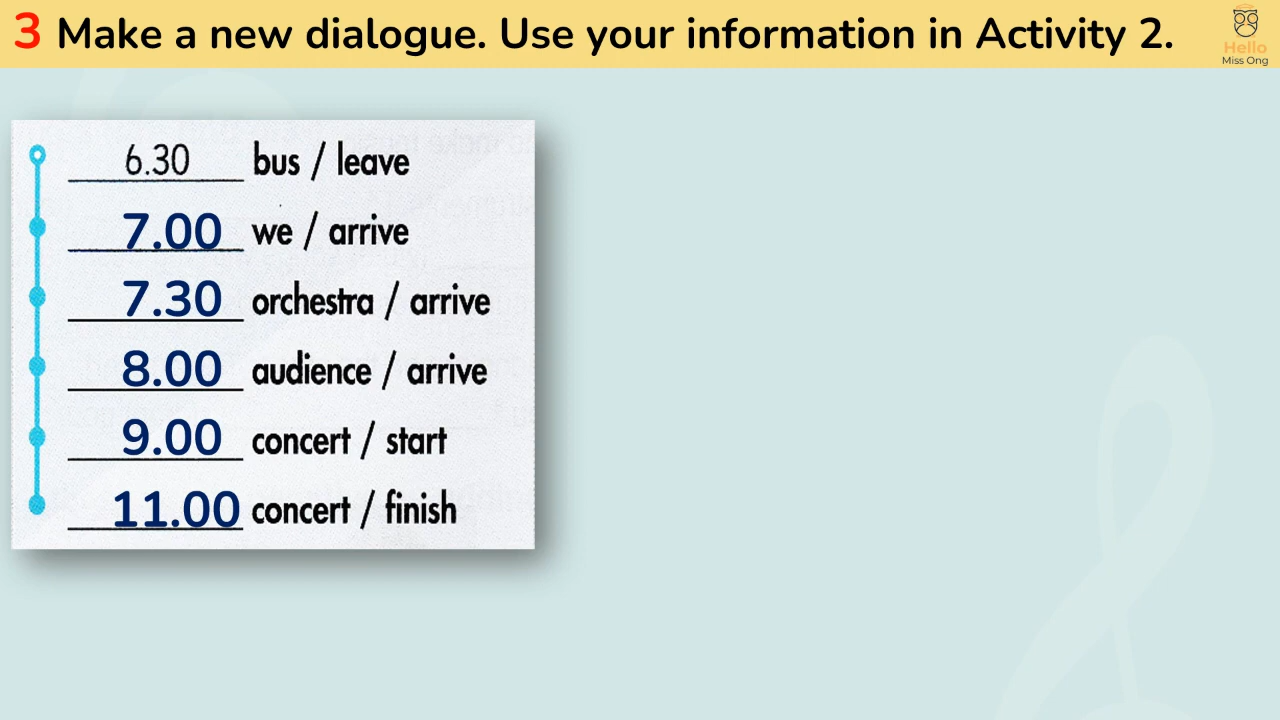 3 Make a new dialogue. Use your information in Activity 2.
Hello
Miss Ong
6.30 bus / leave
7.00 we / arrive
7.30 orchestra / arrive
8.00 audience / arrive
9.00 concert / start
11.00 concert / finish